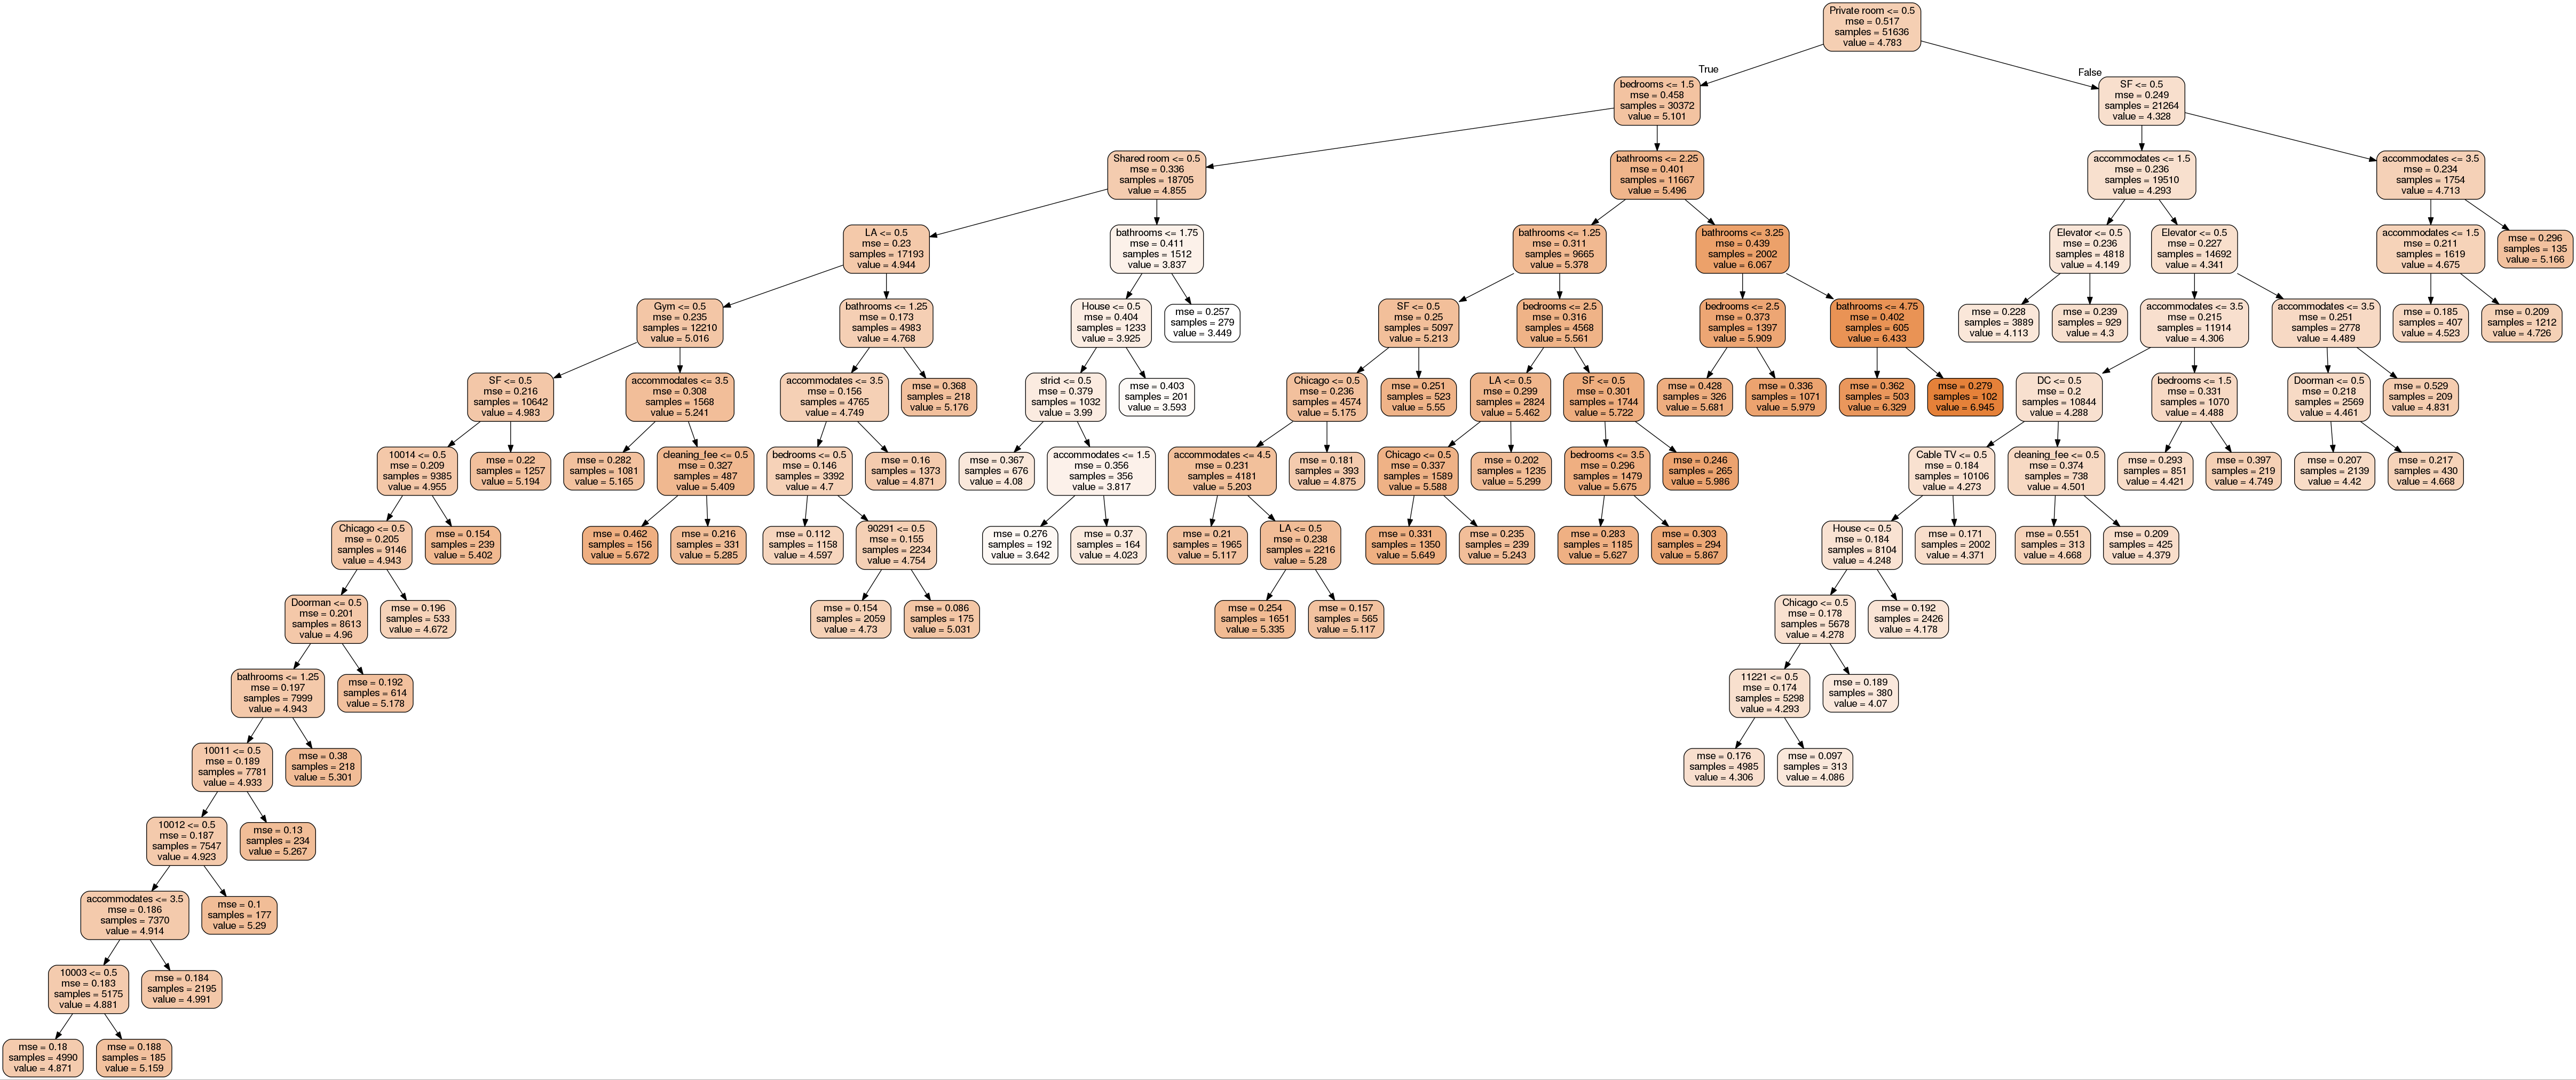 Private room <= 0.5
mse = 0.517
samples = 51636
value = 4.783
True
False
bedrooms <= 1.5
mse = 0.458
samples = 30372
value = 5.101
SF <= 0.5
mse = 0.249
samples = 21264
value = 4.328
Shared room <= 0.5
mse = 0.336
samples = 18705
value = 4.855
bathrooms <= 2.25
mse = 0.401
samples = 11667
value = 5.496
accommodates <= 1.5
mse = 0.236
samples = 19510
value = 4.293
accommodates <= 3.5
mse = 0.234
samples = 1754
value = 4.713
LA <= 0.5
mse = 0.23
samples = 17193
value = 4.944
bathrooms <= 1.75
mse = 0.411
samples = 1512
value = 3.837
bathrooms <= 1.25
mse = 0.311
samples = 9665
value = 5.378
bathrooms <= 3.25
mse = 0.439
samples = 2002
value = 6.067
Elevator <= 0.5
mse = 0.236
samples = 4818
value = 4.149
Elevator <= 0.5
mse = 0.227
samples = 14692
value = 4.341
accommodates <= 1.5
mse = 0.211
samples = 1619
value = 4.675
mse = 0.296
samples = 135
value = 5.166
Gym <= 0.5
mse = 0.235
samples = 12210
value = 5.016
bathrooms <= 1.25
mse = 0.173
samples = 4983
value = 4.768
House <= 0.5
mse = 0.404
samples = 1233
value = 3.925
mse = 0.257
samples = 279
value = 3.449
SF <= 0.5
mse = 0.25
samples = 5097
value = 5.213
bedrooms <= 2.5
mse = 0.316
samples = 4568
value = 5.561
bedrooms <= 2.5
mse = 0.373
samples = 1397
value = 5.909
bathrooms <= 4.75
mse = 0.402
samples = 605
value = 6.433
mse = 0.228
samples = 3889
value = 4.113
mse = 0.239
samples = 929
value = 4.3
accommodates <= 3.5
mse = 0.215
samples = 11914
value = 4.306
accommodates <= 3.5
mse = 0.251
samples = 2778
value = 4.489
mse = 0.185
samples = 407
value = 4.523
mse = 0.209
samples = 1212
value = 4.726
SF <= 0.5
mse = 0.216
samples = 10642
value = 4.983
accommodates <= 3.5
mse = 0.308
samples = 1568
value = 5.241
accommodates <= 3.5
mse = 0.156
samples = 4765
value = 4.749
mse = 0.368
samples = 218
value = 5.176
strict <= 0.5
mse = 0.379
samples = 1032
value = 3.99
mse = 0.403
samples = 201
value = 3.593
Chicago <= 0.5
mse = 0.236
samples = 4574
value = 5.175
mse = 0.251
samples = 523
value = 5.55
LA <= 0.5
mse = 0.299
samples = 2824
value = 5.462
SF <= 0.5
mse = 0.301
samples = 1744
value = 5.722
mse = 0.428
samples = 326
value = 5.681
mse = 0.336
samples = 1071
value = 5.979
mse = 0.362
samples = 503
value = 6.329
mse = 0.279
samples = 102
value = 6.945
DC <= 0.5
mse = 0.2
samples = 10844
value = 4.288
bedrooms <= 1.5
mse = 0.331
samples = 1070
value = 4.488
Doorman <= 0.5
mse = 0.218
samples = 2569
value = 4.461
mse = 0.529
samples = 209
value = 4.831
10014 <= 0.5
mse = 0.209
samples = 9385
value = 4.955
mse = 0.22
samples = 1257
value = 5.194
mse = 0.282
samples = 1081
value = 5.165
cleaning_fee <= 0.5
mse = 0.327
samples = 487
value = 5.409
bedrooms <= 0.5
mse = 0.146
samples = 3392
value = 4.7
mse = 0.16
samples = 1373
value = 4.871
mse = 0.367
samples = 676
value = 4.08
accommodates <= 1.5
mse = 0.356
samples = 356
value = 3.817
accommodates <= 4.5
mse = 0.231
samples = 4181
value = 5.203
mse = 0.181
samples = 393
value = 4.875
Chicago <= 0.5
mse = 0.337
samples = 1589
value = 5.588
mse = 0.202
samples = 1235
value = 5.299
bedrooms <= 3.5
mse = 0.296
samples = 1479
value = 5.675
mse = 0.246
samples = 265
value = 5.986
Cable TV <= 0.5
mse = 0.184
samples = 10106
value = 4.273
cleaning_fee <= 0.5
mse = 0.374
samples = 738
value = 4.501
mse = 0.293
samples = 851
value = 4.421
mse = 0.397
samples = 219
value = 4.749
mse = 0.207
samples = 2139
value = 4.42
mse = 0.217
samples = 430
value = 4.668
Chicago <= 0.5
mse = 0.205
samples = 9146
value = 4.943
mse = 0.154
samples = 239
value = 5.402
mse = 0.462
samples = 156
value = 5.672
mse = 0.216
samples = 331
value = 5.285
mse = 0.112
samples = 1158
value = 4.597
90291 <= 0.5
mse = 0.155
samples = 2234
value = 4.754
mse = 0.276
samples = 192
value = 3.642
mse = 0.37
samples = 164
value = 4.023
mse = 0.21
samples = 1965
value = 5.117
LA <= 0.5
mse = 0.238
samples = 2216
value = 5.28
mse = 0.331
samples = 1350
value = 5.649
mse = 0.235
samples = 239
value = 5.243
mse = 0.283
samples = 1185
value = 5.627
mse = 0.303
samples = 294
value = 5.867
House <= 0.5
mse = 0.184
samples = 8104
value = 4.248
mse = 0.171
samples = 2002
value = 4.371
mse = 0.551
samples = 313
value = 4.668
mse = 0.209
samples = 425
value = 4.379
Doorman <= 0.5
mse = 0.201
samples = 8613
value = 4.96
mse = 0.196
samples = 533
value = 4.672
mse = 0.154
samples = 2059
value = 4.73
mse = 0.086
samples = 175
value = 5.031
mse = 0.254
samples = 1651
value = 5.335
mse = 0.157
samples = 565
value = 5.117
Chicago <= 0.5
mse = 0.178
samples = 5678
value = 4.278
mse = 0.192
samples = 2426
value = 4.178
bathrooms <= 1.25
mse = 0.197
samples = 7999
value = 4.943
mse = 0.192
samples = 614
value = 5.178
11221 <= 0.5
mse = 0.174
samples = 5298
value = 4.293
mse = 0.189
samples = 380
value = 4.07
10011 <= 0.5
mse = 0.189
samples = 7781
value = 4.933
mse = 0.38
samples = 218
value = 5.301
mse = 0.176
samples = 4985
value = 4.306
mse = 0.097
samples = 313
value = 4.086
10012 <= 0.5
mse = 0.187
samples = 7547
value = 4.923
mse = 0.13
samples = 234
value = 5.267
accommodates <= 3.5
mse = 0.186
samples = 7370
value = 4.914
mse = 0.1
samples = 177
value = 5.29
10003 <= 0.5
mse = 0.183
samples = 5175
value = 4.881
mse = 0.184
samples = 2195
value = 4.991
mse = 0.18
samples = 4990
value = 4.871
mse = 0.188
samples = 185
value = 5.159